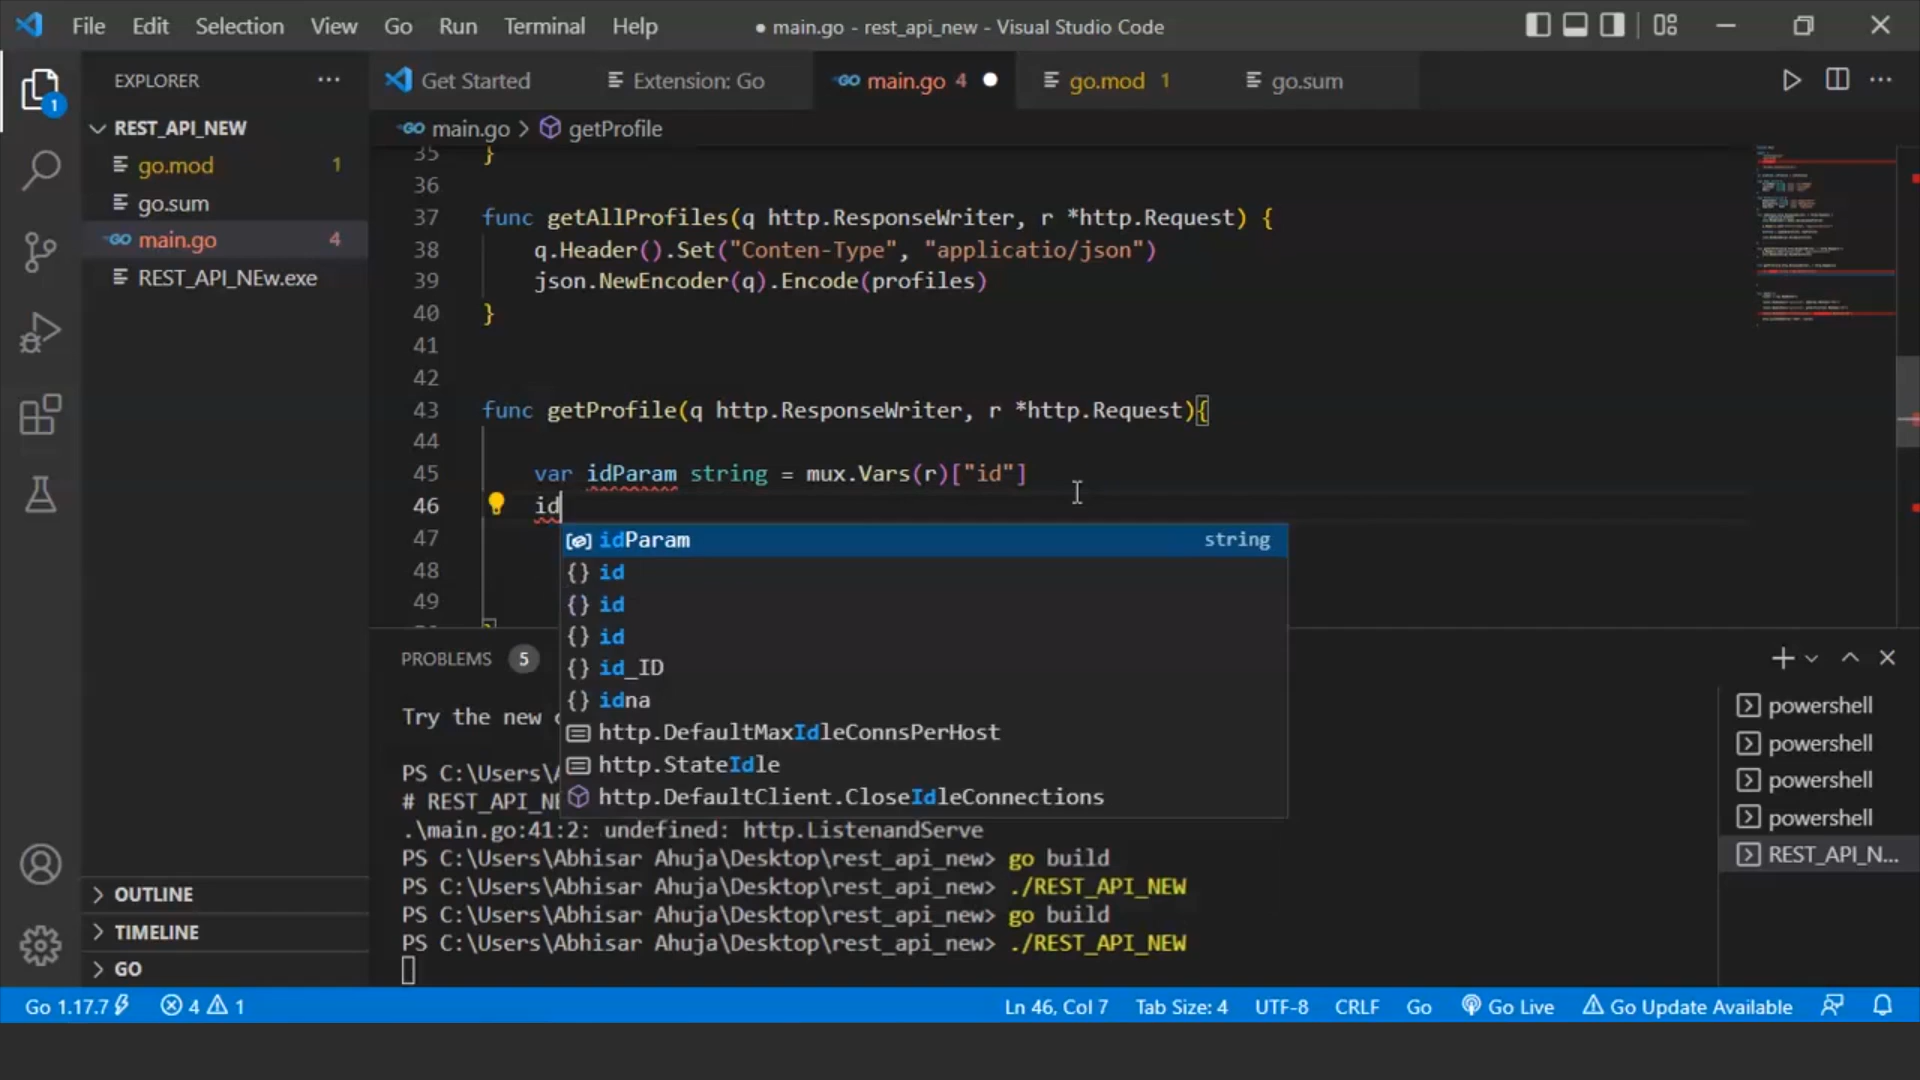 File Edit Selection View Go Run Terminal Help ● main.go - rest_api_new - Visual Studio Code
EXPLORER ··· Get Started Extension: Go GO main.go 4 ● go.mod 1 go.sum
1
REST_API_NEW
GO main.go > getProfile
go.mod 1
go.sum
GO main.go 4
REST_API_NEw.exe
35 }
36
37 func getAllProfiles(q http.ResponseWriter, r *http.Request) {
38 q.Header().Set("Conten-Type", "applicatio/json")
39 json.NewEncoder(q).Encode(profiles)
40 }
41
42
43 func getProfile(q http.ResponseWriter, r *http.Request){
44
45 var idParam string = mux.Vars(r)["id"]
46 id
47
48
49
idParam string
{} id
{} id
{} id
{} id_ID
{} idna
http.DefaultMaxIdleConnsPerHost
http.StateIdle
http.DefaultClient.CloseIdleConnections
PROBLEMS 5
Try the new
PS C:\Users\A
# REST_API_NE
.\main.go:41:2: undefined: http.ListenandServe
PS C:\Users\Abhisar Ahuja\Desktop\rest_api_new> go build
PS C:\Users\Abhisar Ahuja\Desktop\rest_api_new> ./REST_API_NEW
PS C:\Users\Abhisar Ahuja\Desktop\rest_api_new> go build
PS C:\Users\Abhisar Ahuja\Desktop\rest_api_new> ./REST_API_NEW
powershell
powershell
powershell
powershell
REST_API_N...
OUTLINE
TIMELINE
GO
Go 1.17.7 4 1 Ln 46, Col 7 Tab Size: 4 UTF-8 CRLF Go Go Live Go Update Available